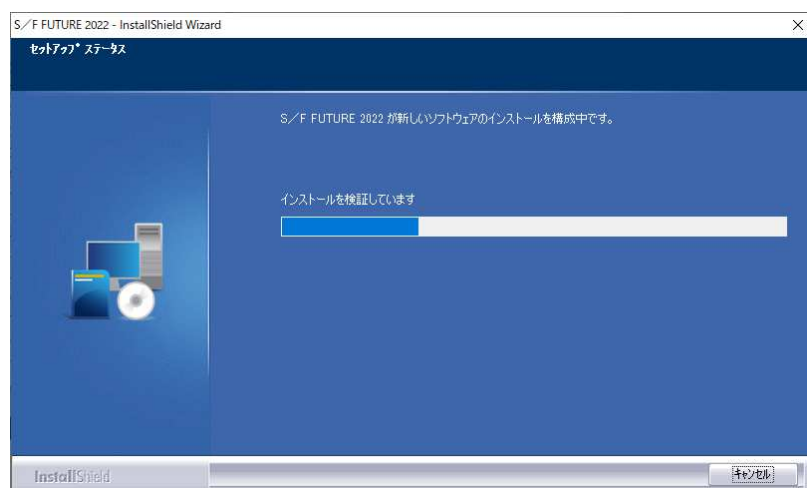 S／F FUTURE 2022 - InstallShield Wizard
ｾｯﾄｱｯﾌﾟ ｽﾃｰﾀｽ
S／F FUTURE 2022 が新しいソフトウェアのインストールを構成中です。
インストールを検証しています
InstallShield
ｷｬﾝｾﾙ